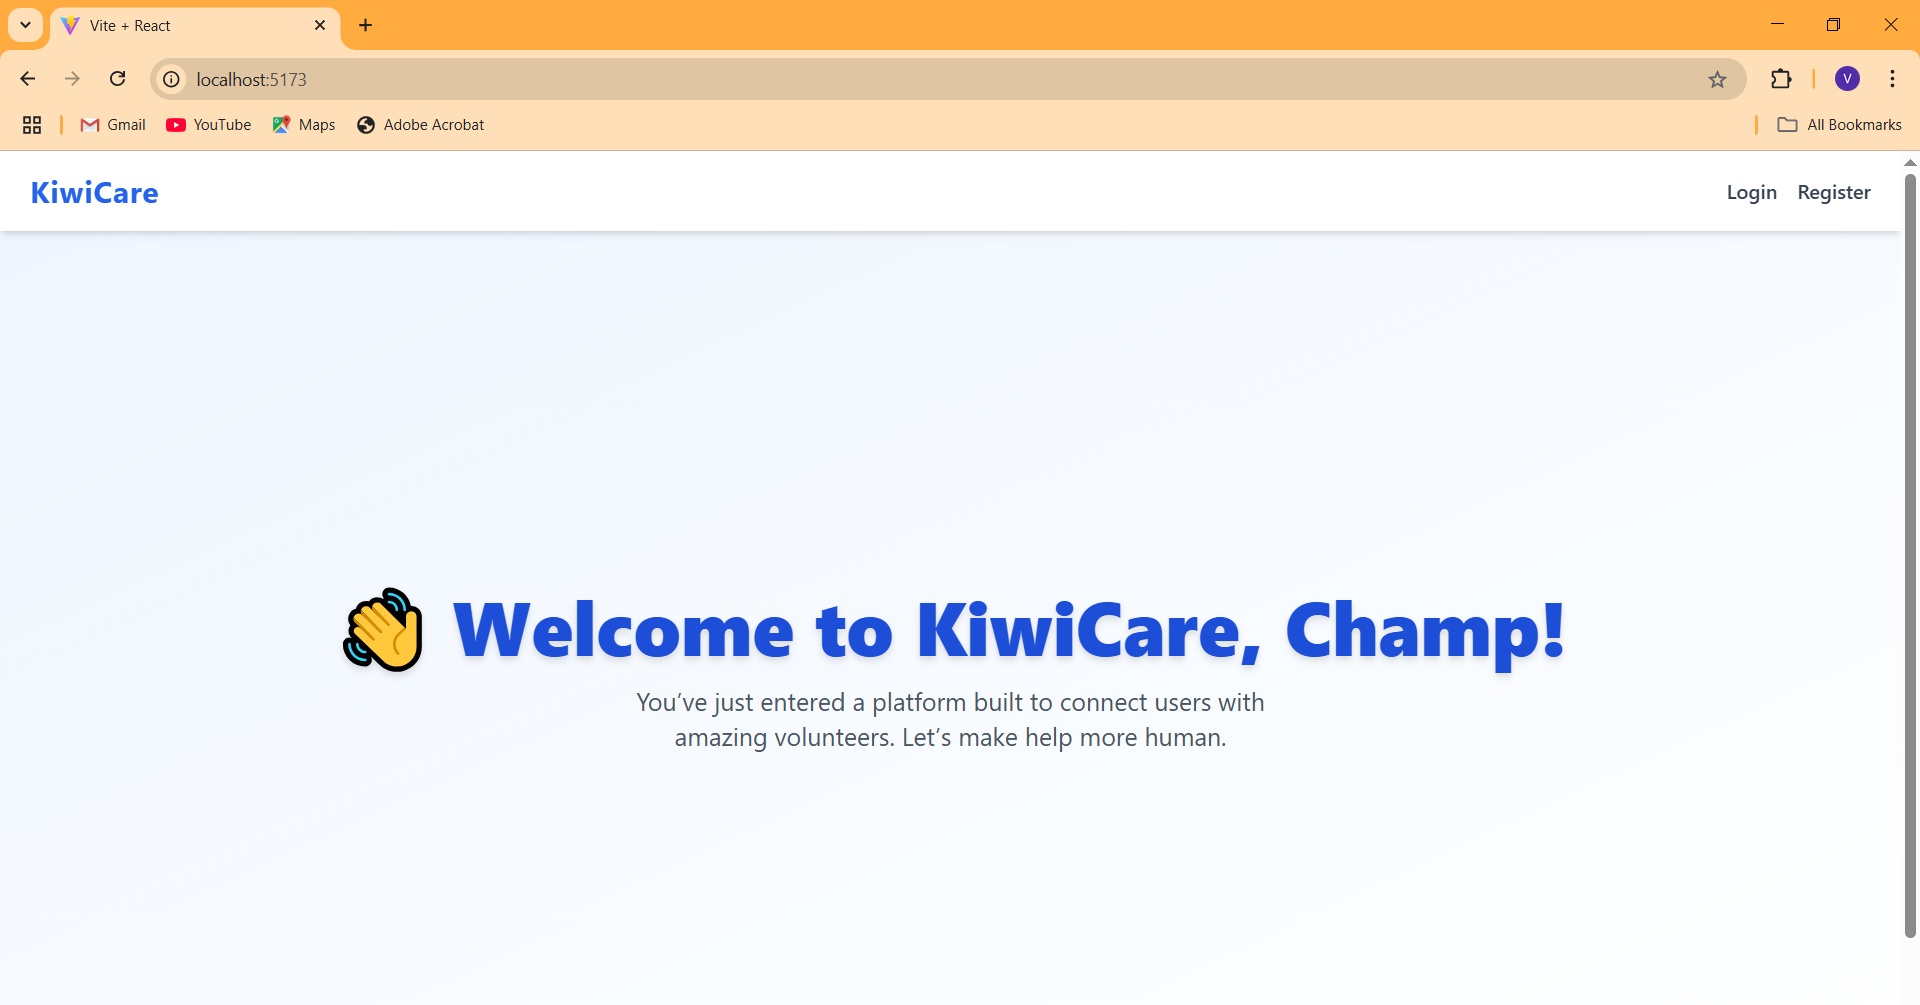 Vite + React
localhost:5173
Gmail YouTube Maps Adobe Acrobat All Bookmarks
V
KiwiCare Login Register
👋 Welcome to KiwiCare, Champ!
You’ve just entered a platform built to connect users with
amazing volunteers. Let’s make help more human.